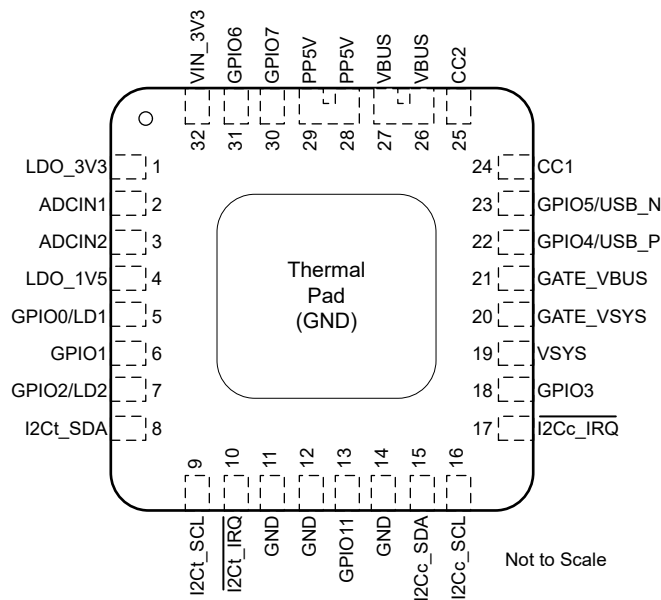 VIN_3V3
GPIO6
GPIO7
PP5V
PP5V
VBUS
VBUS
CC2
32
31
30
29
28
27
26
25
LDO_3V3 1
ADCIN1 2
ADCIN2 3
LDO_1V5 4
GPIO0/LD1 5
GPIO1 6
GPIO2/LD2 7
I2Ct_SDA 8
Thermal
Pad
(GND)
24 CC1
23 GPIO5/USB_N
22 GPIO4/USB_P
21 GATE_VBUS
20 GATE_VSYS
19 VSYS
18 GPIO3
17 I2Cc_IRQ
9
10
11
12
13
14
15
16
I2Ct_SCL
I2Ct_IRQ
GND
GND
GPIO11
GND
I2Cc_SDA
I2Cc_SCL
Not to Scale